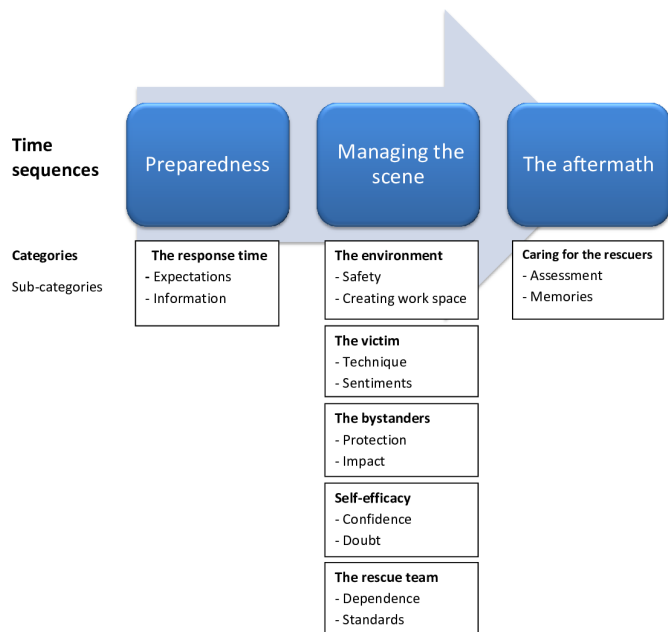 Time
sequences
Preparedness
Managing the
scene
The aftermath
Categories
Sub-categories
The response time
- Expectations
- Information
The environment
- Safety
- Creating work space
The victim
- Technique
- Sentiments
The bystanders
- Protection
- Impact
Self-efficacy
- Confidence
- Doubt
The rescue team
- Dependence
- Standards
Caring for the rescuers
- Assessment
- Memories